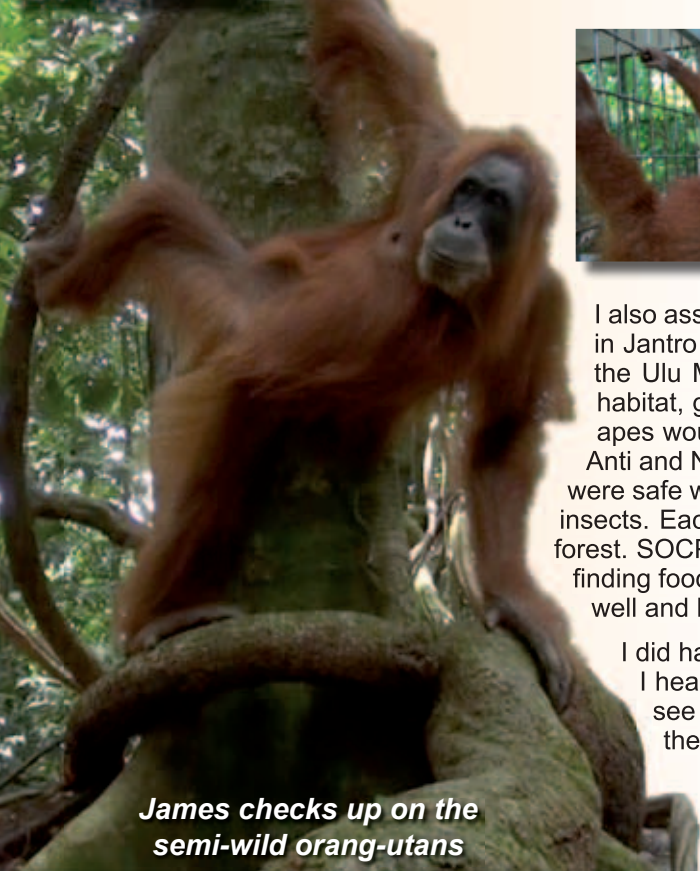 I also ass
in Jantro
the Ulu M
habitat, g
apes wou
Anti and N
were safe w
insects. Eac
forest. SOCP
finding food
well and
I did ha
I hea
see
the
James checks up on the
semi-wild orang-utans